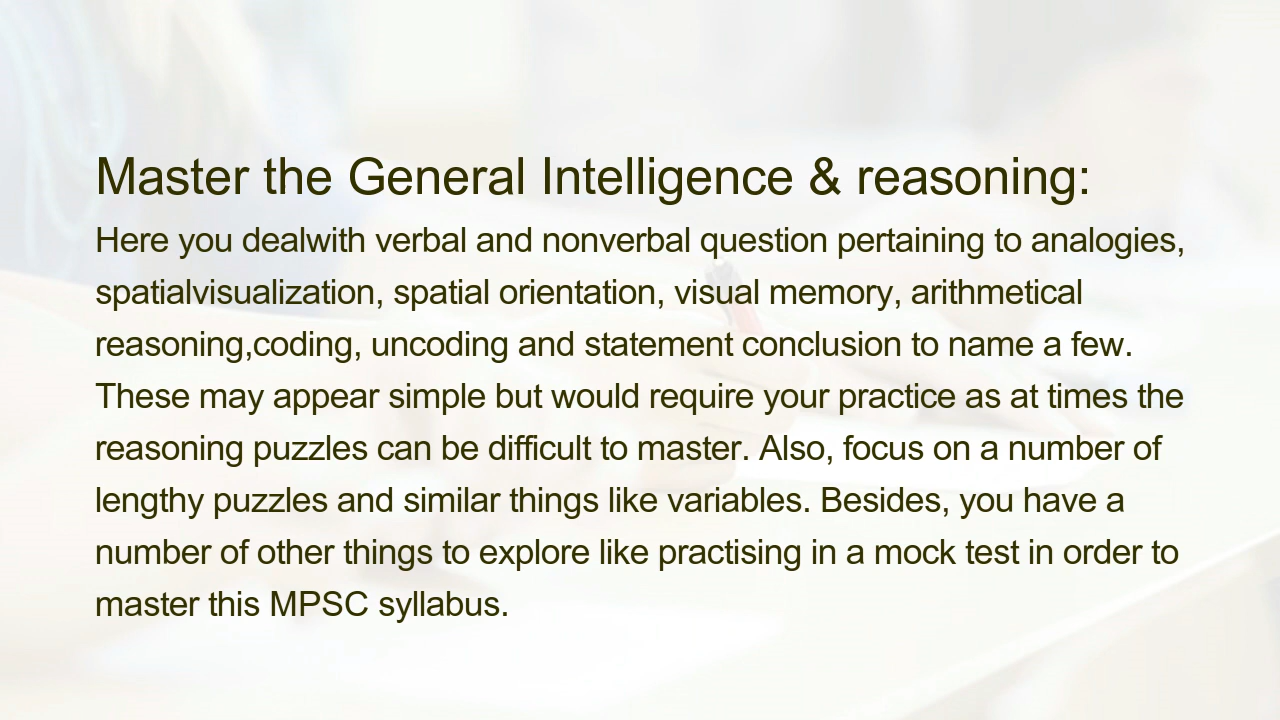 Master the General Intelligence & reasoning:
Here you dealwith verbal and nonverbal question pertaining to analogies,
spatialvisualization, spatial orientation, visual memory, arithmetical
reasoning,coding, uncoding and statement conclusion to name a few.
These may appear simple but would require your practice as at times the
reasoning puzzles can be difficult to master. Also, focus on a number of
lengthy puzzles and similar things like variables. Besides, you have a
number of other things to explore like practising in a mock test in order to
master this MPSC syllabus.